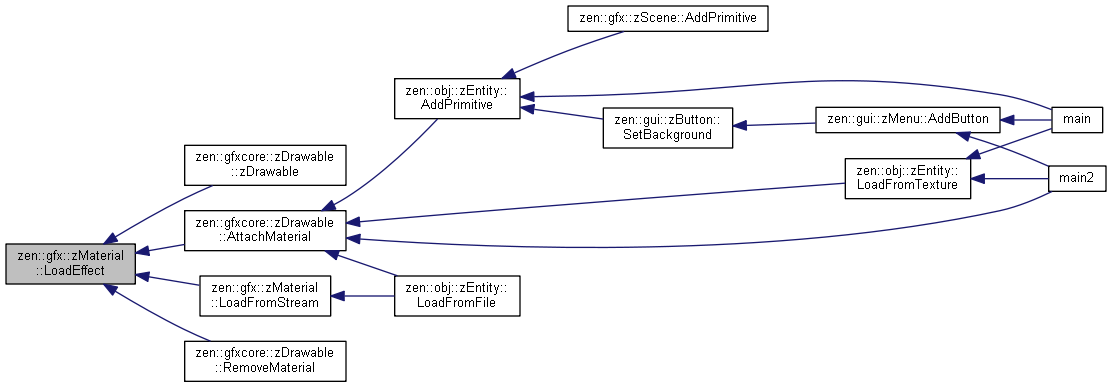 zen::gfx::zScene::AddPrimitive
zen::obj::zEntity::
AddPrimitive
zen::gui::zButton::
SetBackground
zen::gui::zMenu::AddButton
main
zen::gfxcore::zDrawable
::zDrawable
zen::obj::zEntity::
LoadFromTexture
main2
zen::gfxcore::zDrawable
::AttachMaterial
zen::gfx::zMaterial
::LoadEffect
zen::gfx::zMaterial
::LoadFromStream
zen::obj::zEntity::
LoadFromFile
zen::gfxcore::zDrawable
::RemoveMaterial